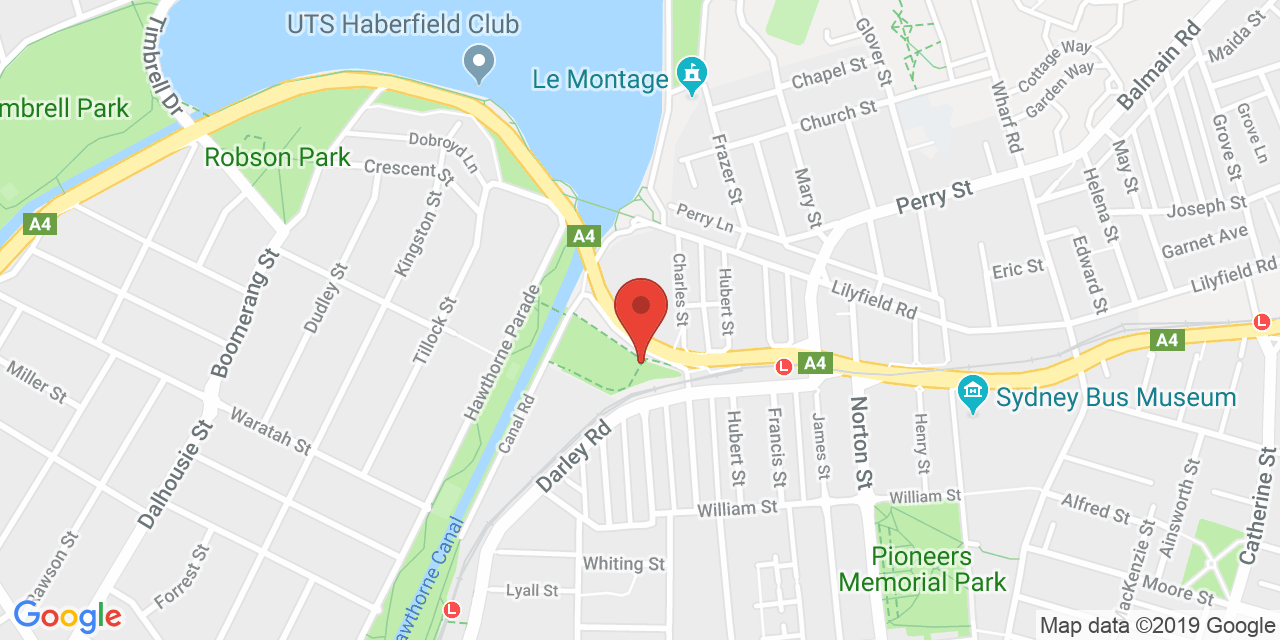 UTS Haberfield Club
Timbrell Dr
Le Montage
Chapel St
Glover St
Cottage Way
Garden Way
Balmain Rd
Maida St
mbrell Park
Robson Park
Dobroyd Ln
Crescent St
Church St
Wharf Rd
Grove St
Grove Ln
Frazer St
Mary St
May St
Helena St
Perry St
Perry Ln
Joseph St
Garnet Ave
A4
A4
Kingston St
Dudley St
Boomerang St
Tillock St
Hawthorne Parade
Charles St
Hubert St
Lilyfield Rd
Eric St
Edward St
Lilyfield Rd
L
A4
L
A4
Miller St
Waratah St
Dalhousie St
Canal Rd
Darley Rd
Hubert St
Francis St
James St
Norton St
Henry St
Sydney Bus Museum
William St
William St
Alfred St
Ainsworth St
Catherine St
Rawson St
Forrest St
Hawthorne Canal
L
Whiting St
Lyall St
Pioneers
Memorial Park
MacKenzie St
Moore St
Google
Map data ©2019 Google